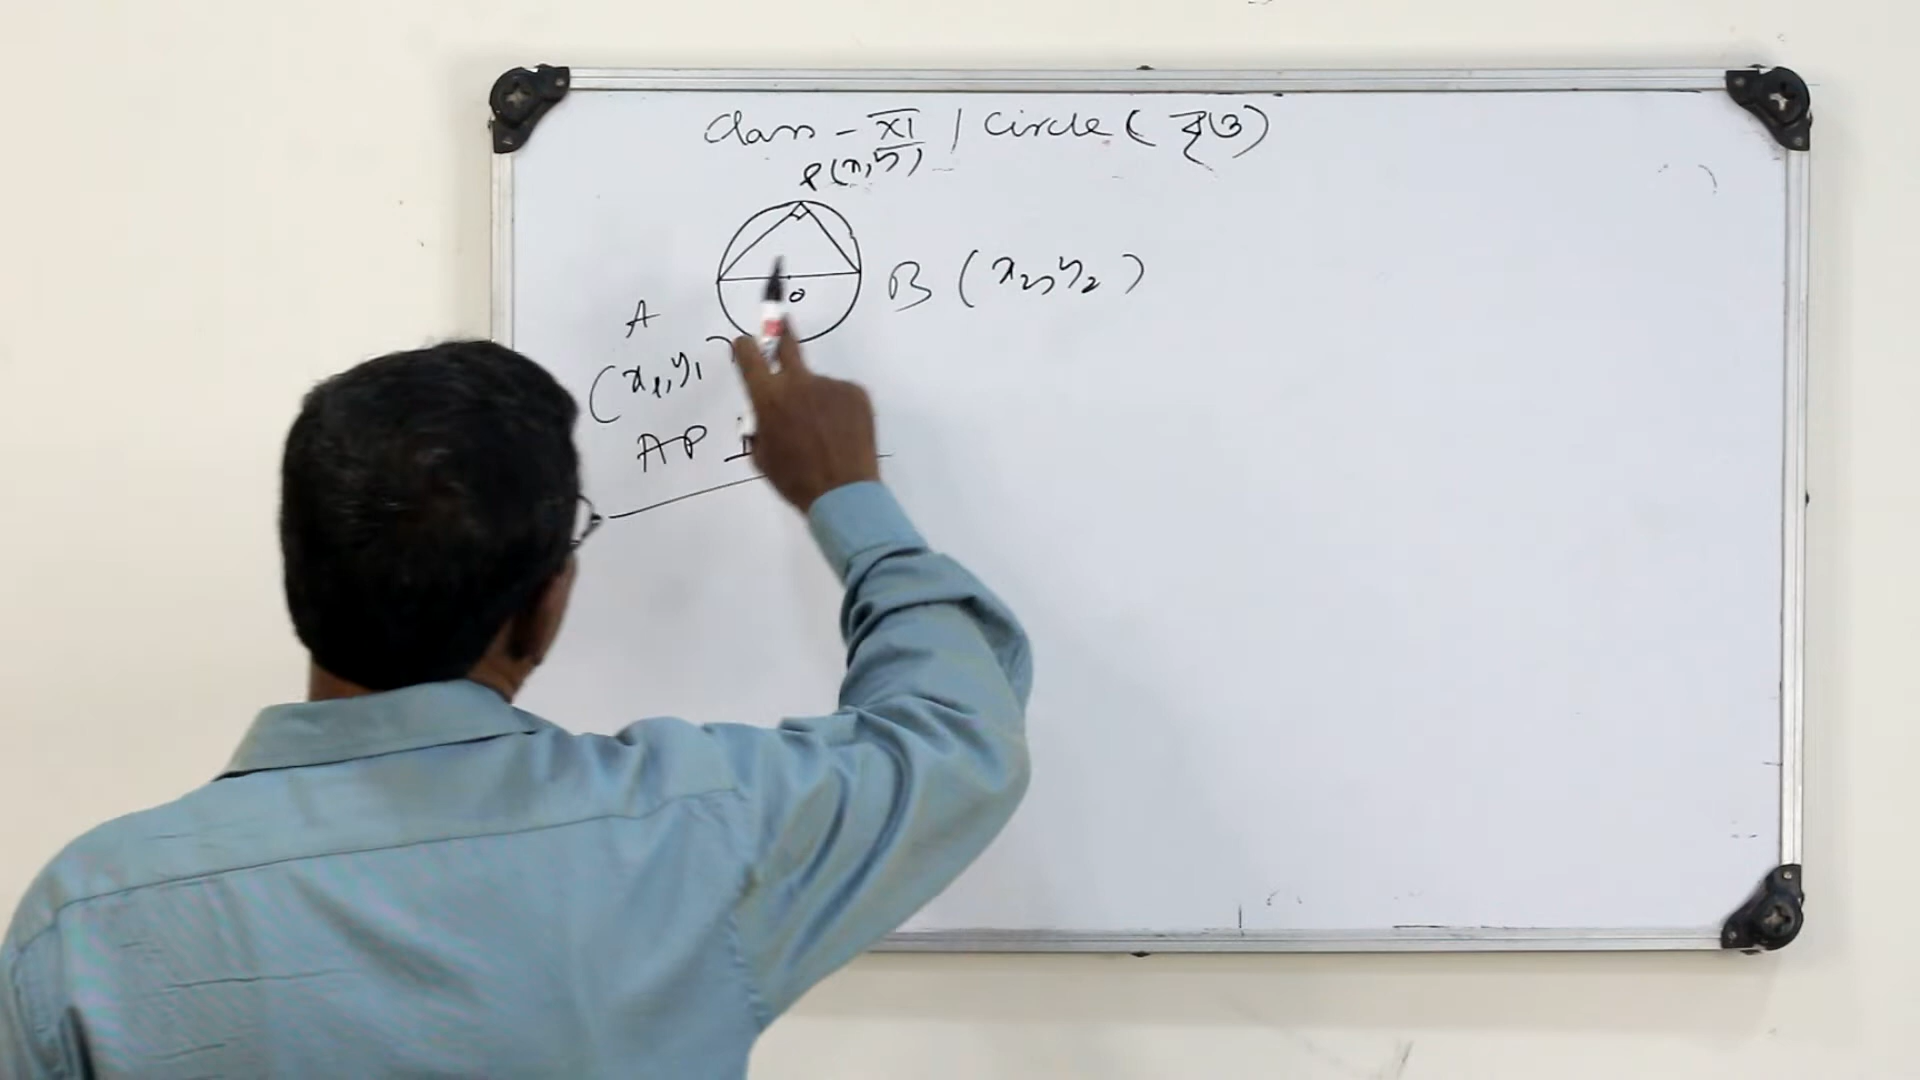 Class - XI / Circle (বৃত্ত)
P(x,y)
O
B (x2, y2)
A
(x1, y1)
AP